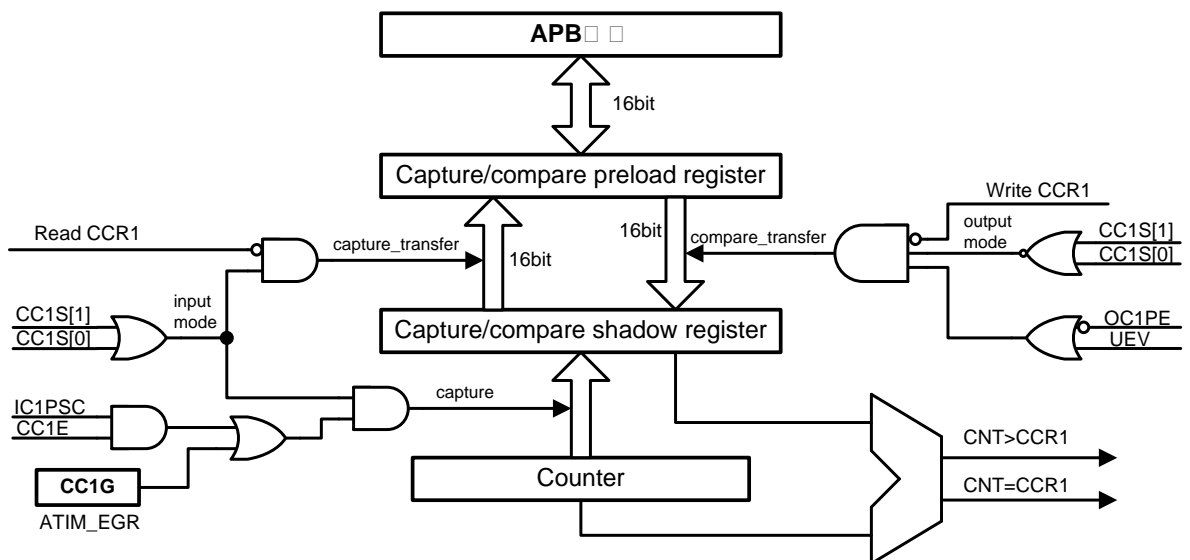 APB
16bit
Capture/compare preload register
Write CCR1
Read CCR1
capture_transfer
16bit
16bit
compare_transfer
output
mode
CC1S[1]
CC1S[0]
CC1S[1]
CC1S[0]
input
mode
Capture/compare shadow register
OC1PE
UEV
IC1PSC
CC1E
capture
CC1G
ATIM_EGR
Counter
CNT>CCR1
CNT=CCR1